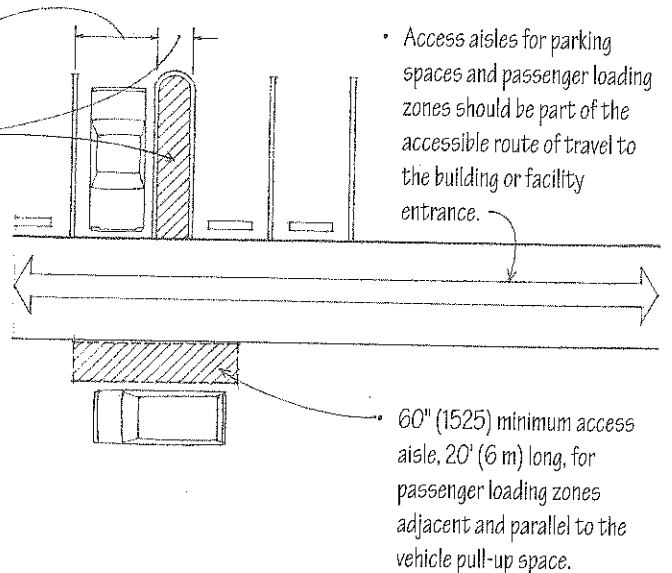 • Access aisles for parking
spaces and passenger loading
zones should be part of the
accessible route of travel to
the building or facility
entrance.
• 60" (1525) minimum access
aisle, 20' (6 m) long, for
passenger loading zones
adjacent and parallel to the
vehicle pull-up space.